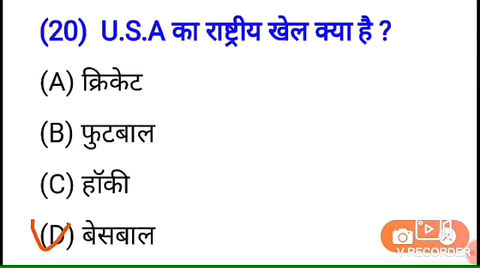 (20) U.S.A का राष्ट्रीय खेल क्या है ?
(A) क्रिकेट
(B) फुटबाल
(C) हॉकी
(D) बेसबाल
V RECORDER